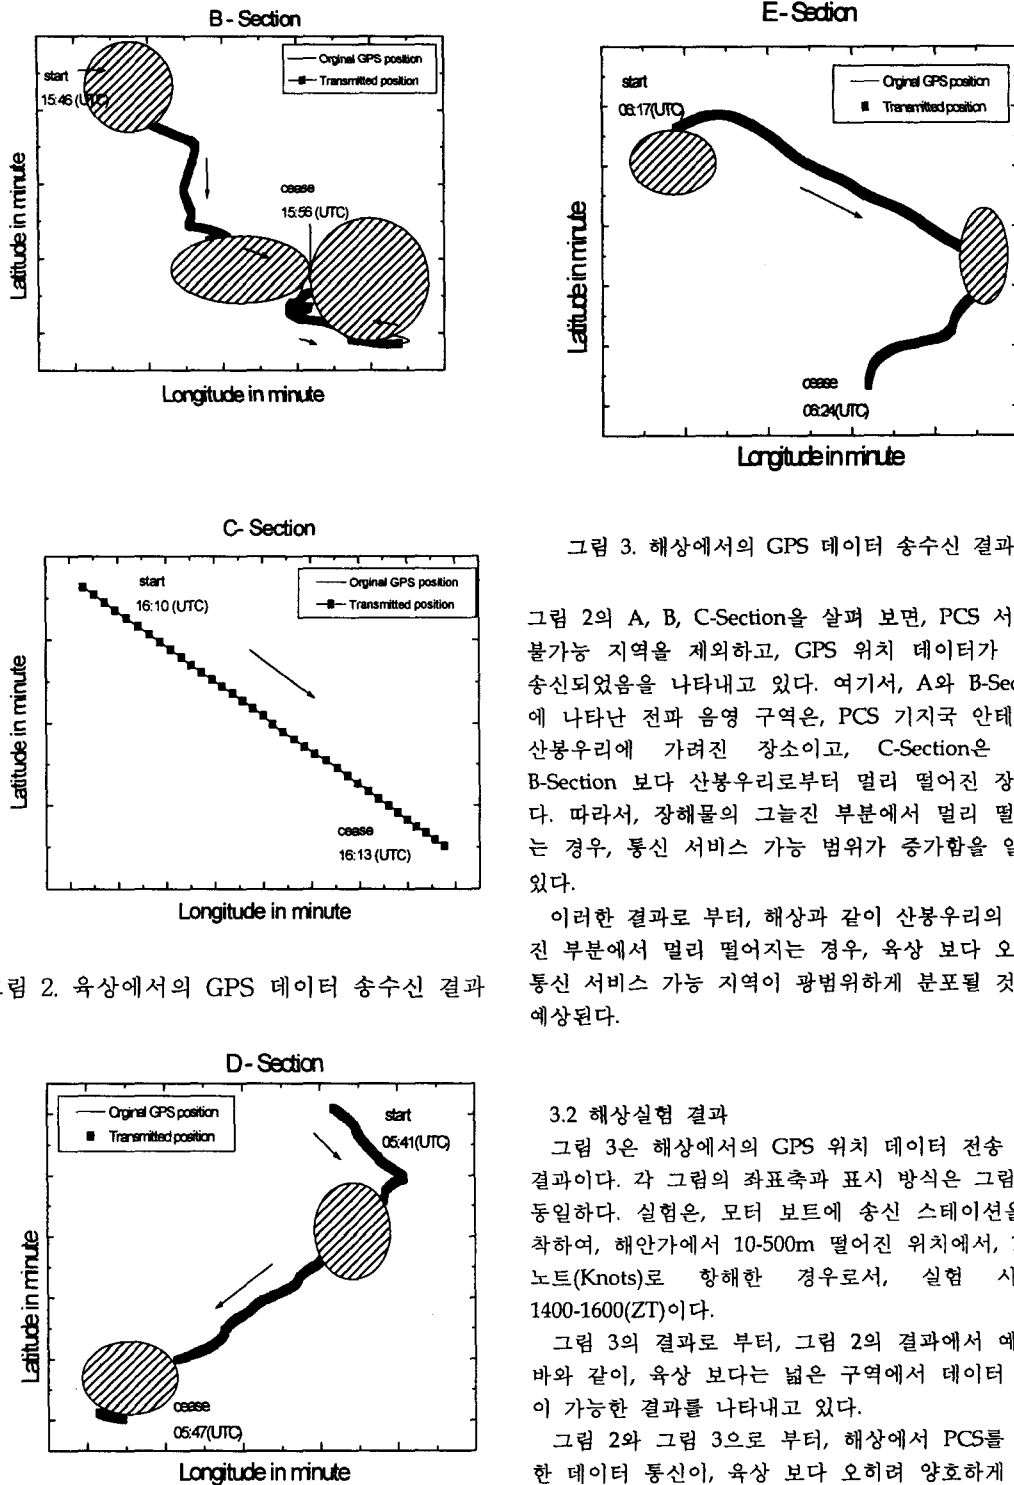 B - Section
Orginal GPS position
Transmitted position
start
15:46 (UTC)
cease
15:56 (UTC)
Latitude in minute
Longitude in minute
C- Section
Orginal GPS position
Transmitted position
start
16:10 (UTC)
cease
16:13 (UTC)
Latitude in minute
Longitude in minute
림 2. 육상에서의 GPS 데이터 송수신 결과
D - Section
Orginal GPS position
Transmitted position
start
05:41(UTC)
cease
05:47(UTC)
Latitude in minute
Longitude in minute
E - Section
Orginal GPS position
Transmitted position
start
06:17(UTC)
cease
06:24(UTC)
Latitude in minute
Longitude in minute
그림 3. 해상에서의 GPS 데이터 송수신 결과
그림 2의 A, B, C-Section을 살펴 보면, PCS 서
불가능 지역을 제외하고, GPS 위치 데이터가
송신되었음을 나타내고 있다. 여기서, A와 B-Sec
에 나타난 전파 음영 구역은, PCS 기지국 안테
산봉우리에 가려진 장소이고, C-Section은
B-Section 보다 산봉우리로부터 멀리 떨어진 장
다. 따라서, 장해물의 그늘진 부분에서 멀리 떨
는 경우, 통신 서비스 가능 범위가 증가함을 알
있다.
이러한 결과로 부터, 해상과 같이 산봉우리의
진 부분에서 멀리 떨어지는 경우, 육상 보다 오
통신 서비스 가능 지역이 광범위하게 분포될 것
예상된다.
3.2 해상실험 결과
그림 3은 해상에서의 GPS 위치 데이터 전송
결과이다. 각 그림의 좌표축과 표시 방식은 그림
동일하다. 실험은, 모터 보트에 송신 스테이션을
착하여, 해안가에서 10-500m 떨어진 위치에서,
노트(Knots)로 항해한 경우로서, 실험 시
1400-1600(ZT)이다.
그림 3의 결과로 부터, 그림 2의 결과에서 예
바와 같이, 육상 보다는 넓은 구역에서 데이터
이 가능한 결과를 나타내고 있다.
그림 2와 그림 3으로 부터, 해상에서 PCS를
한 데이터 통신이, 육상 보다 오히려 양호하게